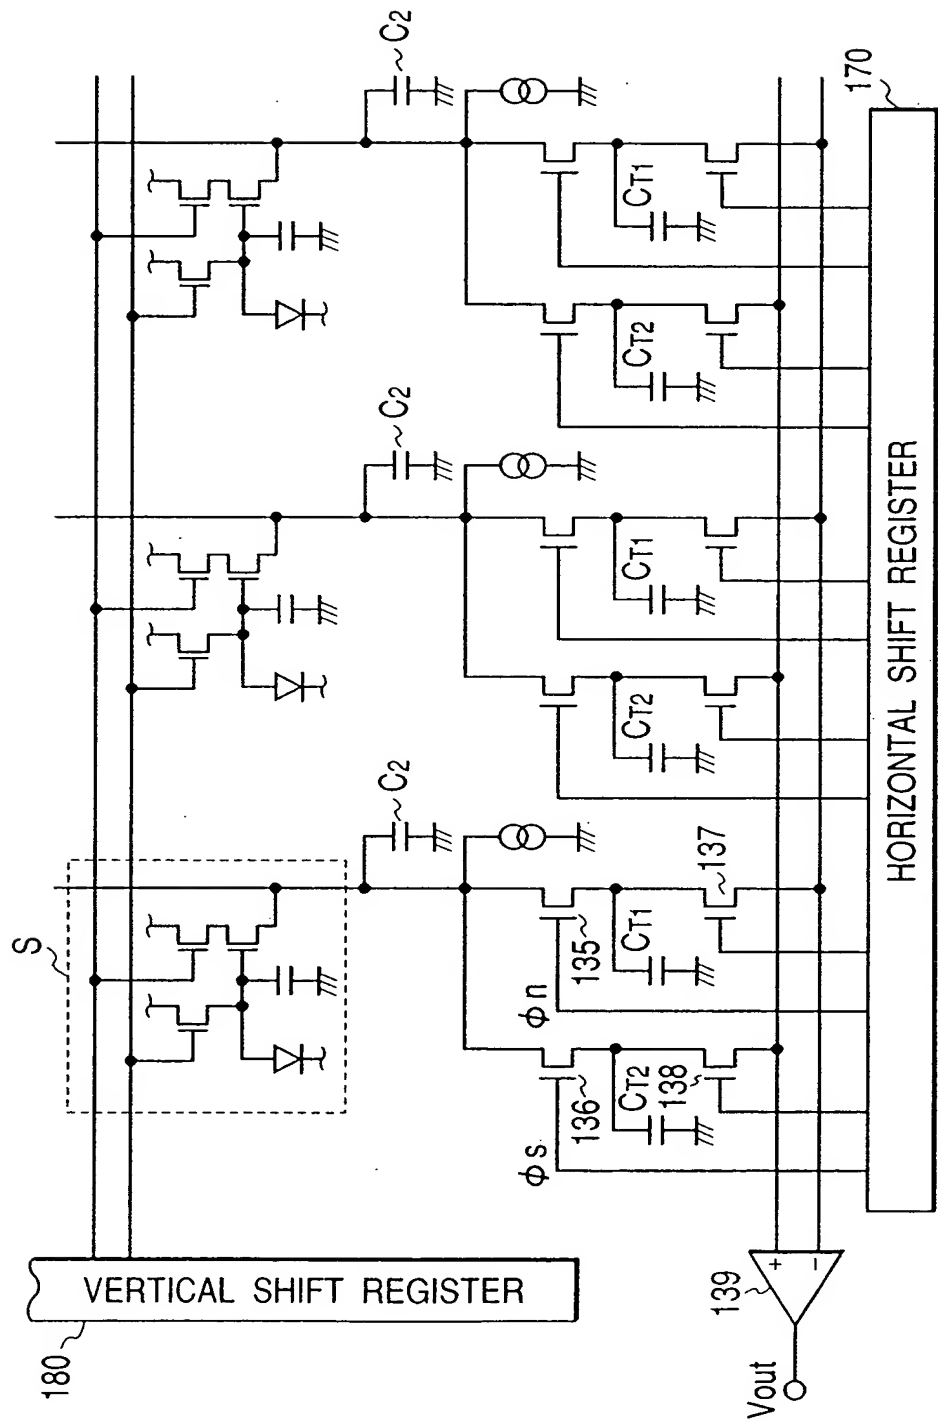 S
C2
C2
C2
180
VERTICAL SHIFT REGISTER
φs
φn
136
135
CT2
CT1
CT2
CT1
CT2
CT1
138
137
139
+
−
Vout
HORIZONTAL SHIFT REGISTER
170